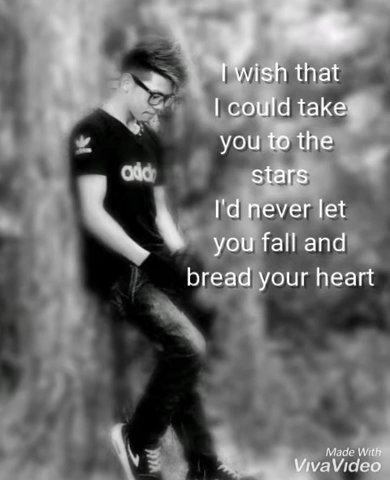 I wish that
I could take
you to the
stars
I'd never let
you fall and
bread your heart
Made With
VivaVideo